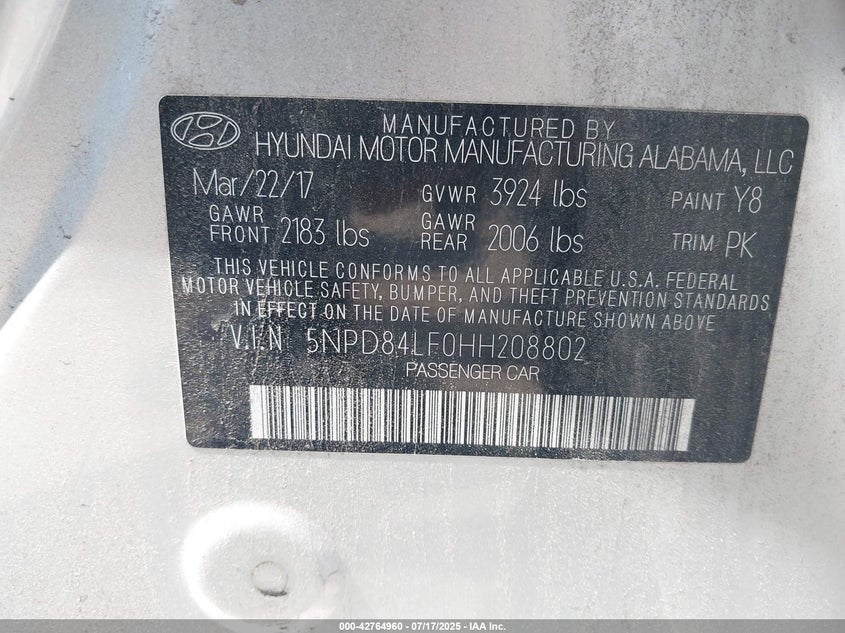 MANUFACTURED BY
HYUNDAI MOTOR MANUFACTURING ALABAMA, LLC
Mar/22/17 GVWR 3924 lbs PAINT Y8
GAWR FRONT 2183 lbs GAWR REAR 2006 lbs TRIM PK
THIS VEHICLE CONFORMS TO ALL APPLICABLE U.S.A. FEDERAL
MOTOR VEHICLE SAFETY, BUMPER, AND THEFT PREVENTION STANDARDS
IN EFFECT ON THE DATE OF MANUFACTURE SHOWN ABOVE
V.I.N 5NPD84LF0HH208802
PASSENGER CAR
000-42764960 - 07/17/2025 - IAA Inc.